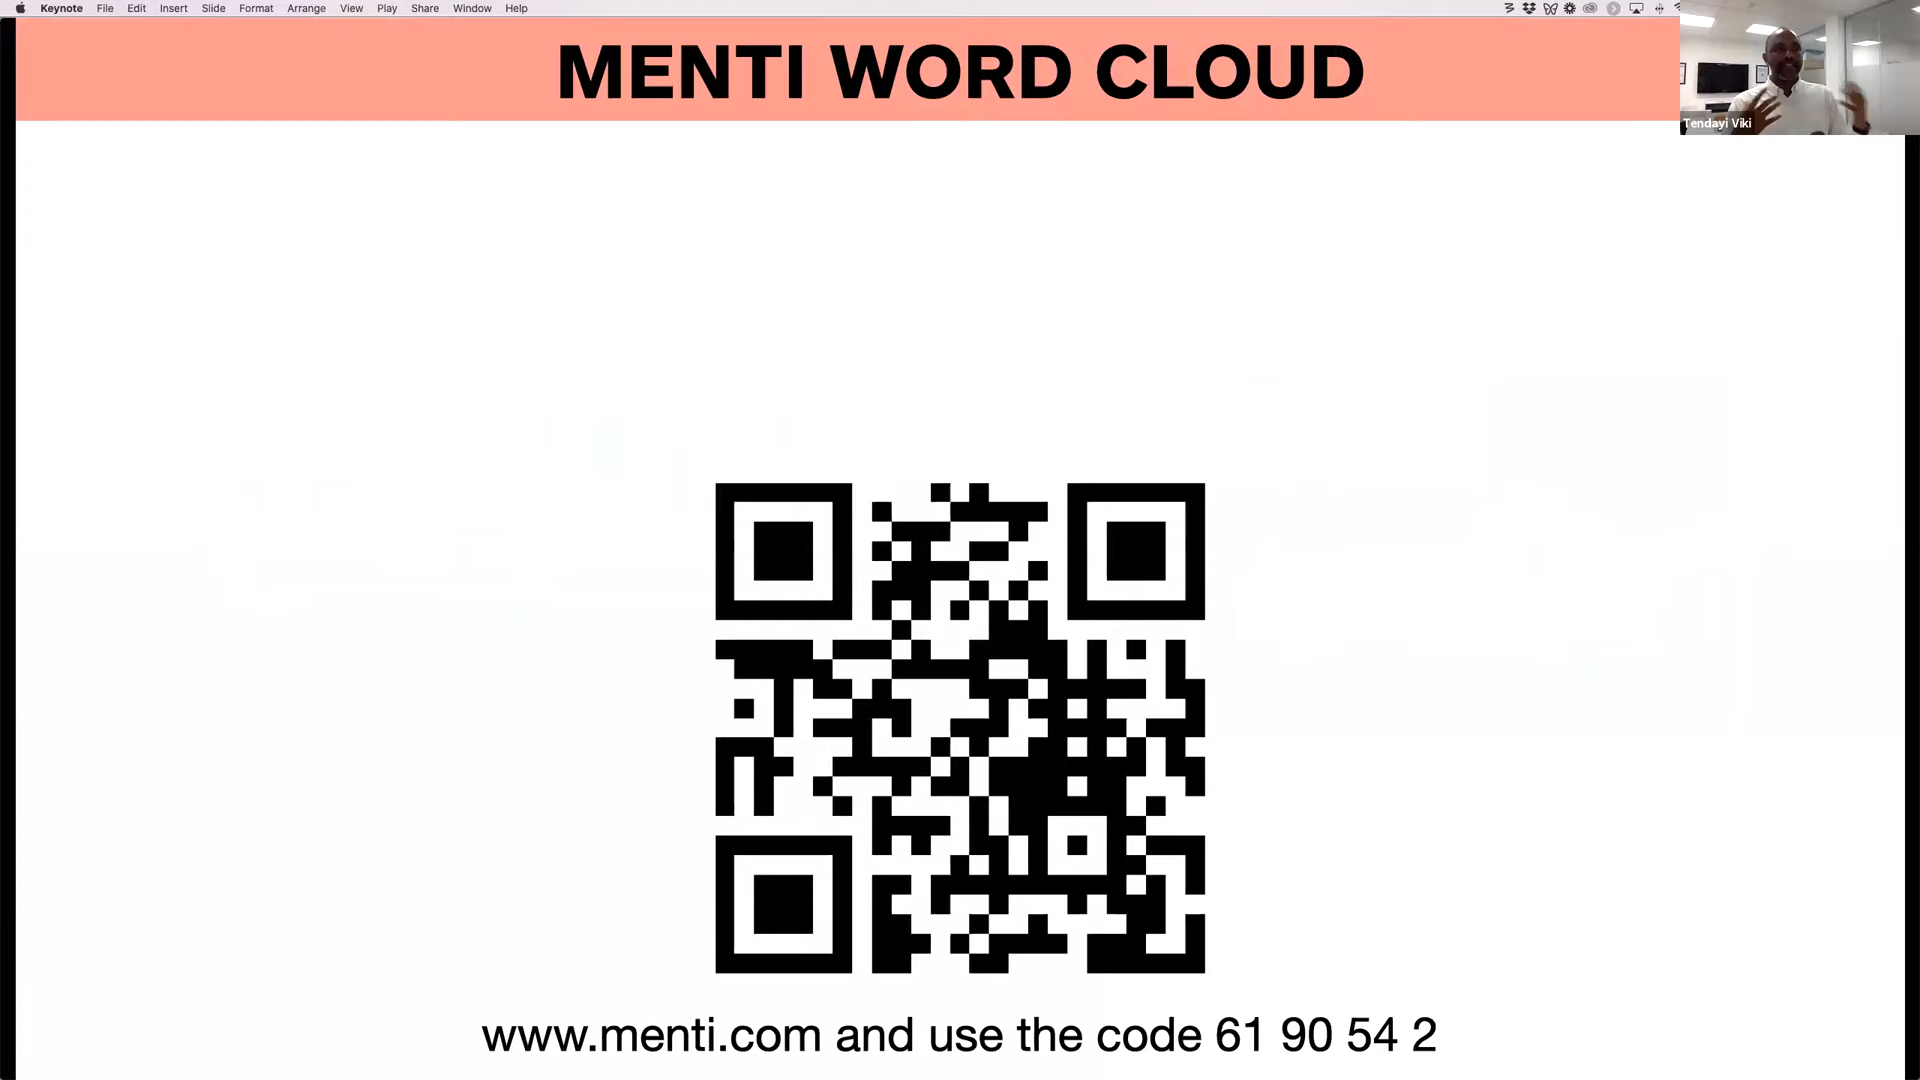 Keynote File Edit Insert Slide Format Arrange View Play Share Window Help
MENTI WORD CLOUD
Tendayi Viki
www.menti.com and use the code 61 90 54 2